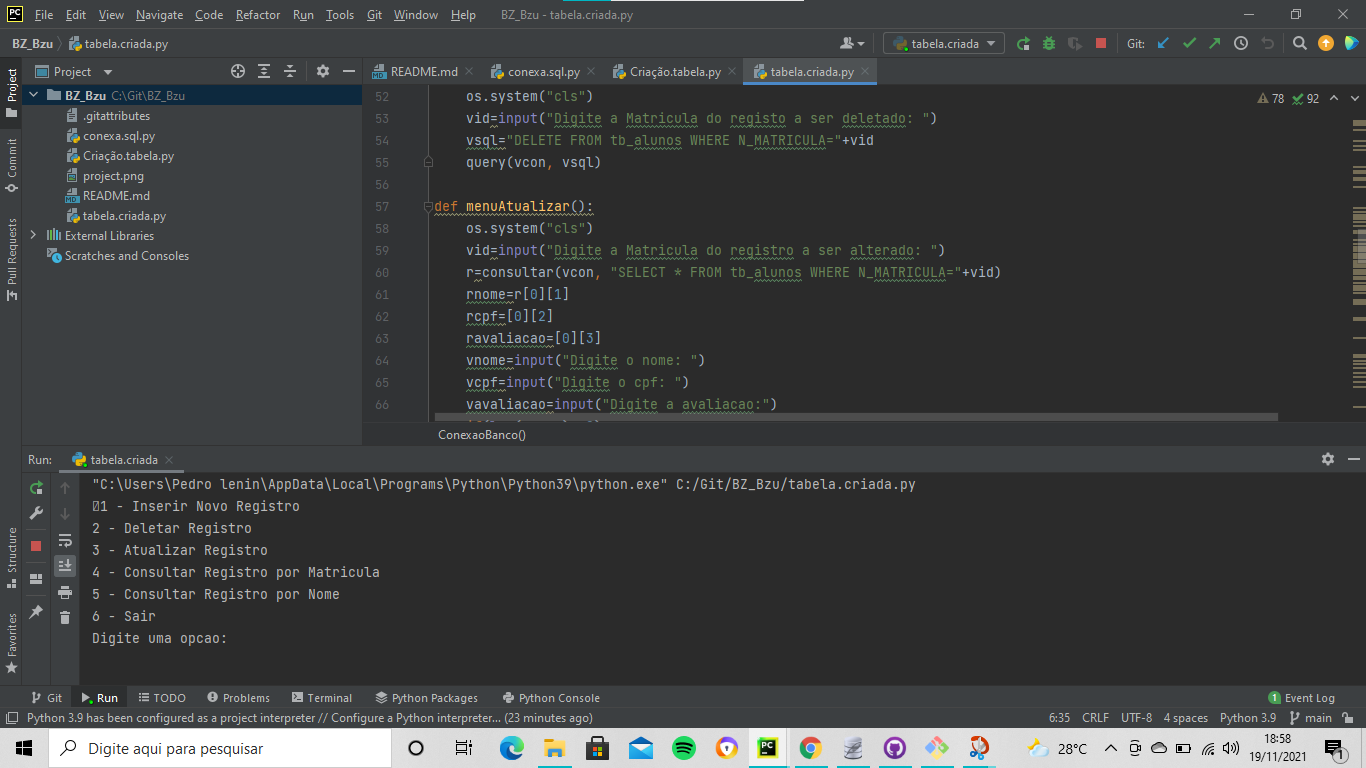 PC File Edit View Navigate Code Refactor Run Tools Git Window Help BZ_Bzu - tabela.criada.py
BZ_Bzu tabela.criada.py tabela.criada Git:
Project Project README.md conexa.sql.py Criação.tabela.py tabela.criada.py
BZ_Bzu C:\Git\BZ_Bzu
.gitattributes
conexa.sql.py
Criação.tabela.py
project.png
README.md
tabela.criada.py
External Libraries
Scratches and Consoles
Commit
Pull Requests
78 92
52 os.system("cls")
53 vid=input("Digite a Matricula do registo a ser deletado: ")
54 vsql="DELETE FROM tb_alunos WHERE N_MATRICULA="+vid
55 query(vcon, vsql)
56
57 def menuAtualizar():
58 os.system("cls")
59 vid=input("Digite a Matricula do registro a ser alterado: ")
60 r=consultar(vcon, "SELECT * FROM tb_alunos WHERE N_MATRICULA="+vid)
61 rnome=r[0][1]
62 rcpf=[0][2]
63 ravaliacao=[0][3]
64 vnome=input("Digite o nome: ")
65 vcpf=input("Digite o cpf: ")
66 vavaliacao=input("Digite a avaliacao:")
ConexaoBanco()
Run: tabela.criada
"C:\Users\Pedro lenin\AppData\Local\Programs\Python\Python39\python.exe" C:/Git/BZ_Bzu/tabela.criada.py
1 - Inserir Novo Registro
2 - Deletar Registro
3 - Atualizar Registro
4 - Consultar Registro por Matricula
5 - Consultar Registro por Nome
6 - Sair
Digite uma opcao:
Structure
Favorites
Git Run TODO Problems Terminal Python Packages Python Console 1 Event Log
Python 3.9 has been configured as a project interpreter // Configure a Python interpreter... (23 minutes ago) 6:35 CRLF UTF-8 4 spaces Python 3.9 main
Digite aqui para pesquisar PC 28°C 18:58
19/11/2021 1